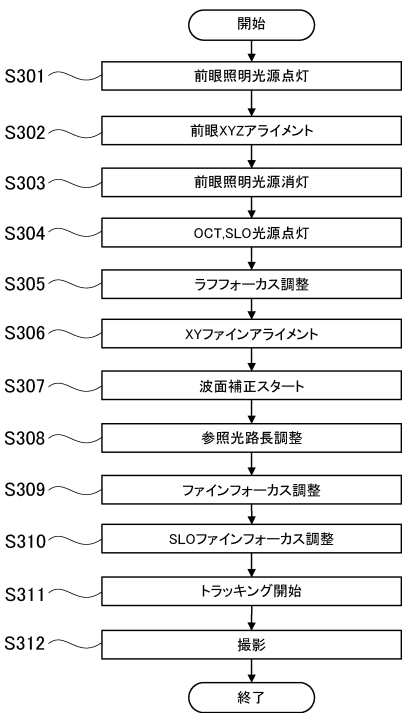 開始
S301 前眼照明光源点灯
S302 前眼XYZアライメント
S303 前眼照明光源消灯
S304 OCT,SLO光源点灯
S305 ラフフォーカス調整
S306 XYファインアライメント
S307 波面補正スタート
S308 参照光路長調整
S309 ファインフォーカス調整
S310 SLOファインフォーカス調整
S311 トラッキング開始
S312 撮影
終了